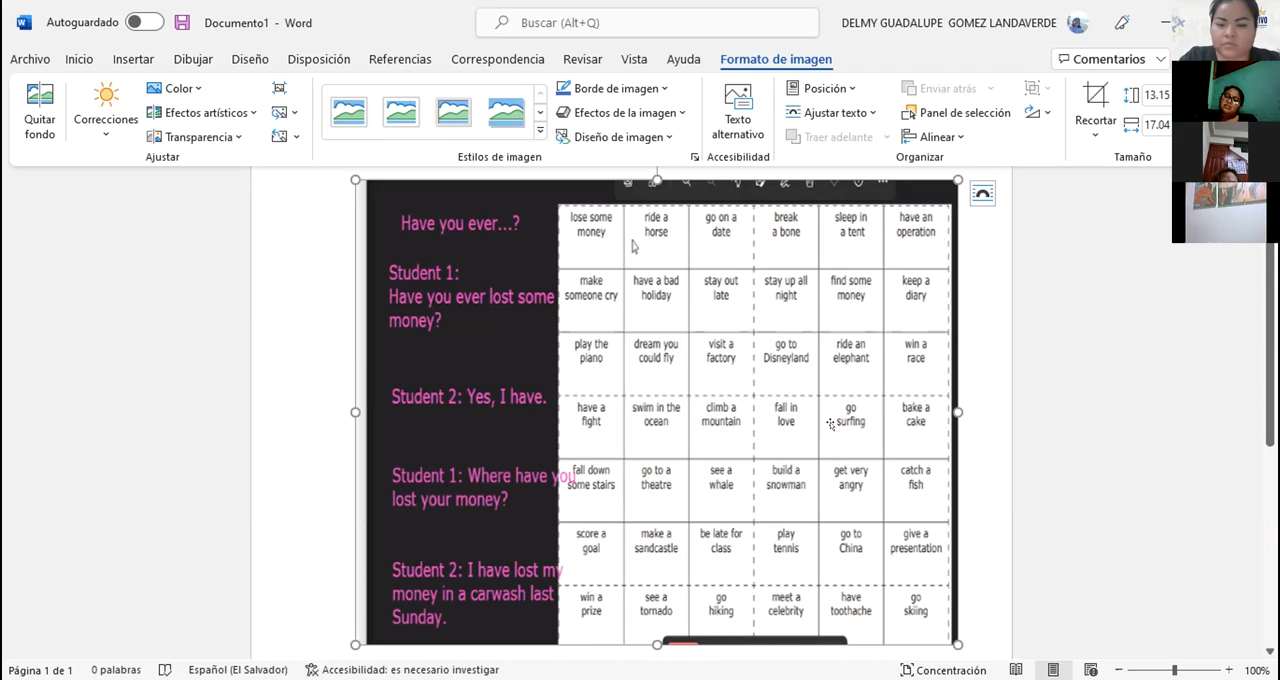 Autoguardado
Documento1 - Word
Buscar (Alt+Q)
DELMY GUADALUPE GOMEZ LANDAVERDE
Archivo Inicio Insertar Dibujar Diseño Disposición Referencias Correspondencia Revisar Vista Ayuda Formato de imagen Comentarios
Quitar fondo
Correcciones
Color
Efectos artísticos
Transparencia
Ajustar
Estilos de imagen
Borde de imagen
Efectos de la imagen
Diseño de imagen
Texto alternativo
Accesibilidad
Posición
Ajustar texto
Traer adelante
Enviar atrás
Panel de selección
Alinear
Organizar
Recortar
13.15
17.04
Tamaño
Have you ever...?
Student 1:
Have you ever lost some
money?
Student 2: Yes, I have.
Student 1: Where have you
lost your money?
Student 2: I have lost my
money in a carwash last
Sunday.
lose some money
ride a horse
go on a date
break a bone
sleep in a tent
have an operation
make someone cry
have a bad holiday
stay out late
stay up all night
find some money
keep a diary
play the piano
dream you could fly
visit a factory
go to Disneyland
ride an elephant
win a race
have a fight
swim in the ocean
climb a mountain
fall in love
go surfing
bake a cake
fall down some stairs
go to a theatre
see a whale
build a snowman
get very angry
catch a fish
score a goal
make a sandcastle
be late for class
play tennis
go to China
give a presentation
win a prize
see a tornado
go hiking
meet a celebrity
have toothache
go skiing
Página 1 de 1
0 palabras
Español (El Salvador)
Accesibilidad: es necesario investigar
Concentración
100%